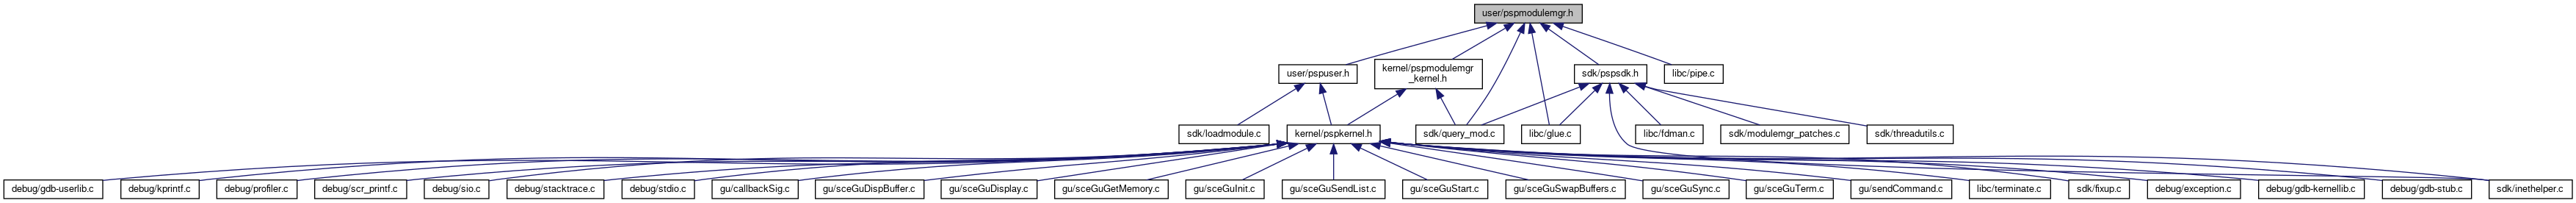 user/pspmodulemgr.h
user/pspuser.h
kernel/pspmodulemgr
_kernel.h
sdk/pspsdk.h
libc/pipe.c
sdk/loadmodule.c
kernel/pspkernel.h
sdk/query_mod.c
libc/glue.c
libc/fdman.c
sdk/modulemgr_patches.c
sdk/threadutils.c
debug/gdb-userlib.c
debug/kprintf.c
debug/profiler.c
debug/scr_printf.c
debug/sio.c
debug/stacktrace.c
debug/stdio.c
gu/callbackSig.c
gu/sceGuDispBuffer.c
gu/sceGuDisplay.c
gu/sceGuGetMemory.c
gu/sceGuInit.c
gu/sceGuSendList.c
gu/sceGuStart.c
gu/sceGuSwapBuffers.c
gu/sceGuSync.c
gu/sceGuTerm.c
gu/sendCommand.c
libc/terminate.c
sdk/fixup.c
debug/exception.c
debug/gdb-kernellib.c
debug/gdb-stub.c
sdk/inethelper.c